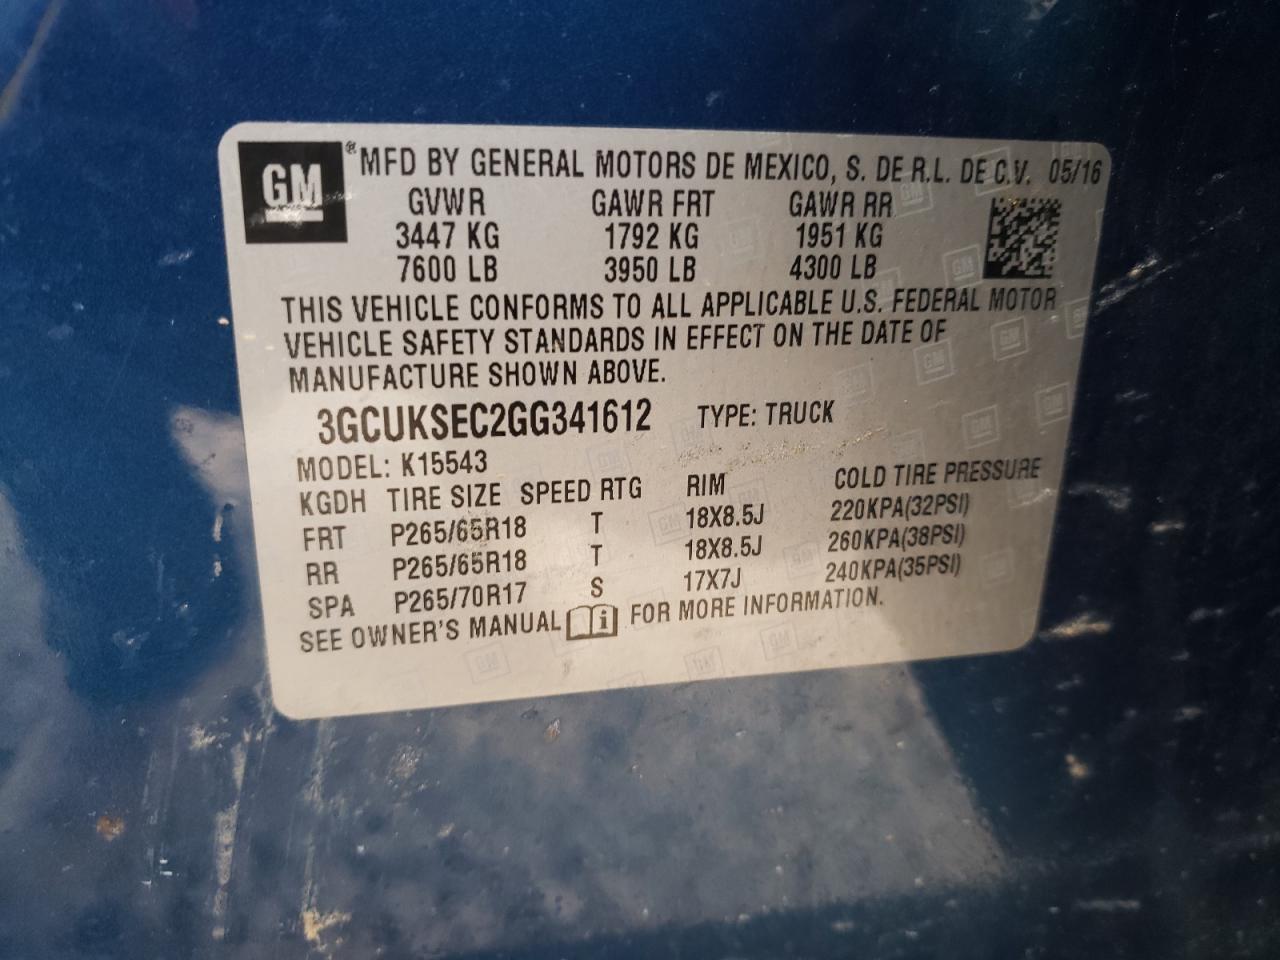 GM ® MFD BY GENERAL MOTORS DE MEXICO, S. DE R.L. DE C.V. 05/16
GVWR GAWR FRT GAWR RR
3447 KG 1792 KG 1951 KG
7600 LB 3950 LB 4300 LB
THIS VEHICLE CONFORMS TO ALL APPLICABLE U.S. FEDERAL MOTOR
VEHICLE SAFETY STANDARDS IN EFFECT ON THE DATE OF
MANUFACTURE SHOWN ABOVE.
3GCUKSEC2GG341612 TYPE: TRUCK
MODEL: K15543
KGDH TIRE SIZE SPEED RTG RIM COLD TIRE PRESSURE
FRT P265/65R18 T 18X8.5J 220KPA(32PSI)
RR P265/65R18 T 18X8.5J 260KPA(38PSI)
SPA P265/70R17 S 17X7J 240KPA(35PSI)
SEE OWNER'S MANUAL i FOR MORE INFORMATION.